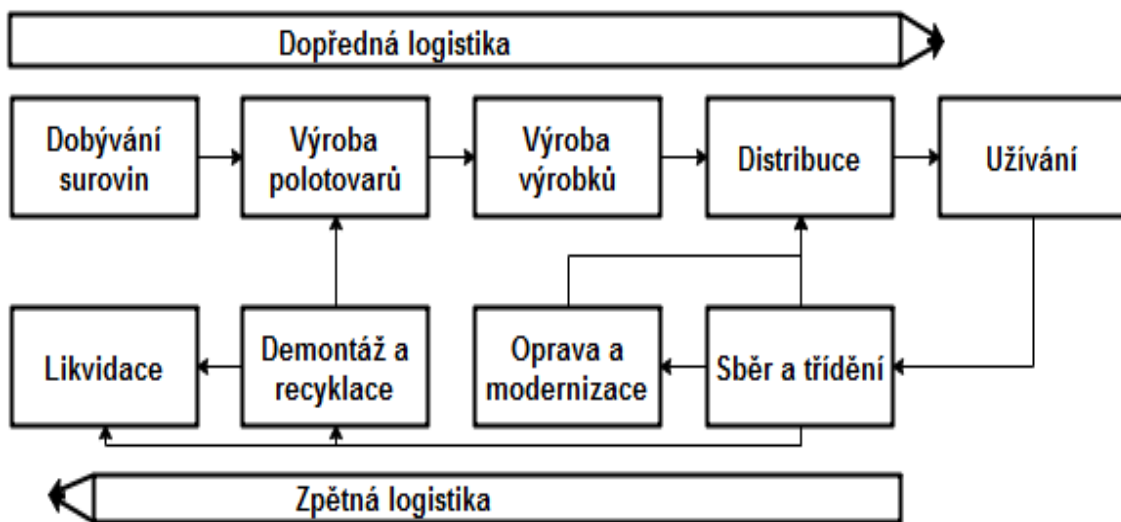 Dopředná logistika
Dobývání
surovin
Výroba
polotovarů
Výroba
výrobků
Distribuce
Užívání
Likvidace
Demontáž a
recyklace
Oprava a
modernizace
Sběr a třídění
Zpětná logistika